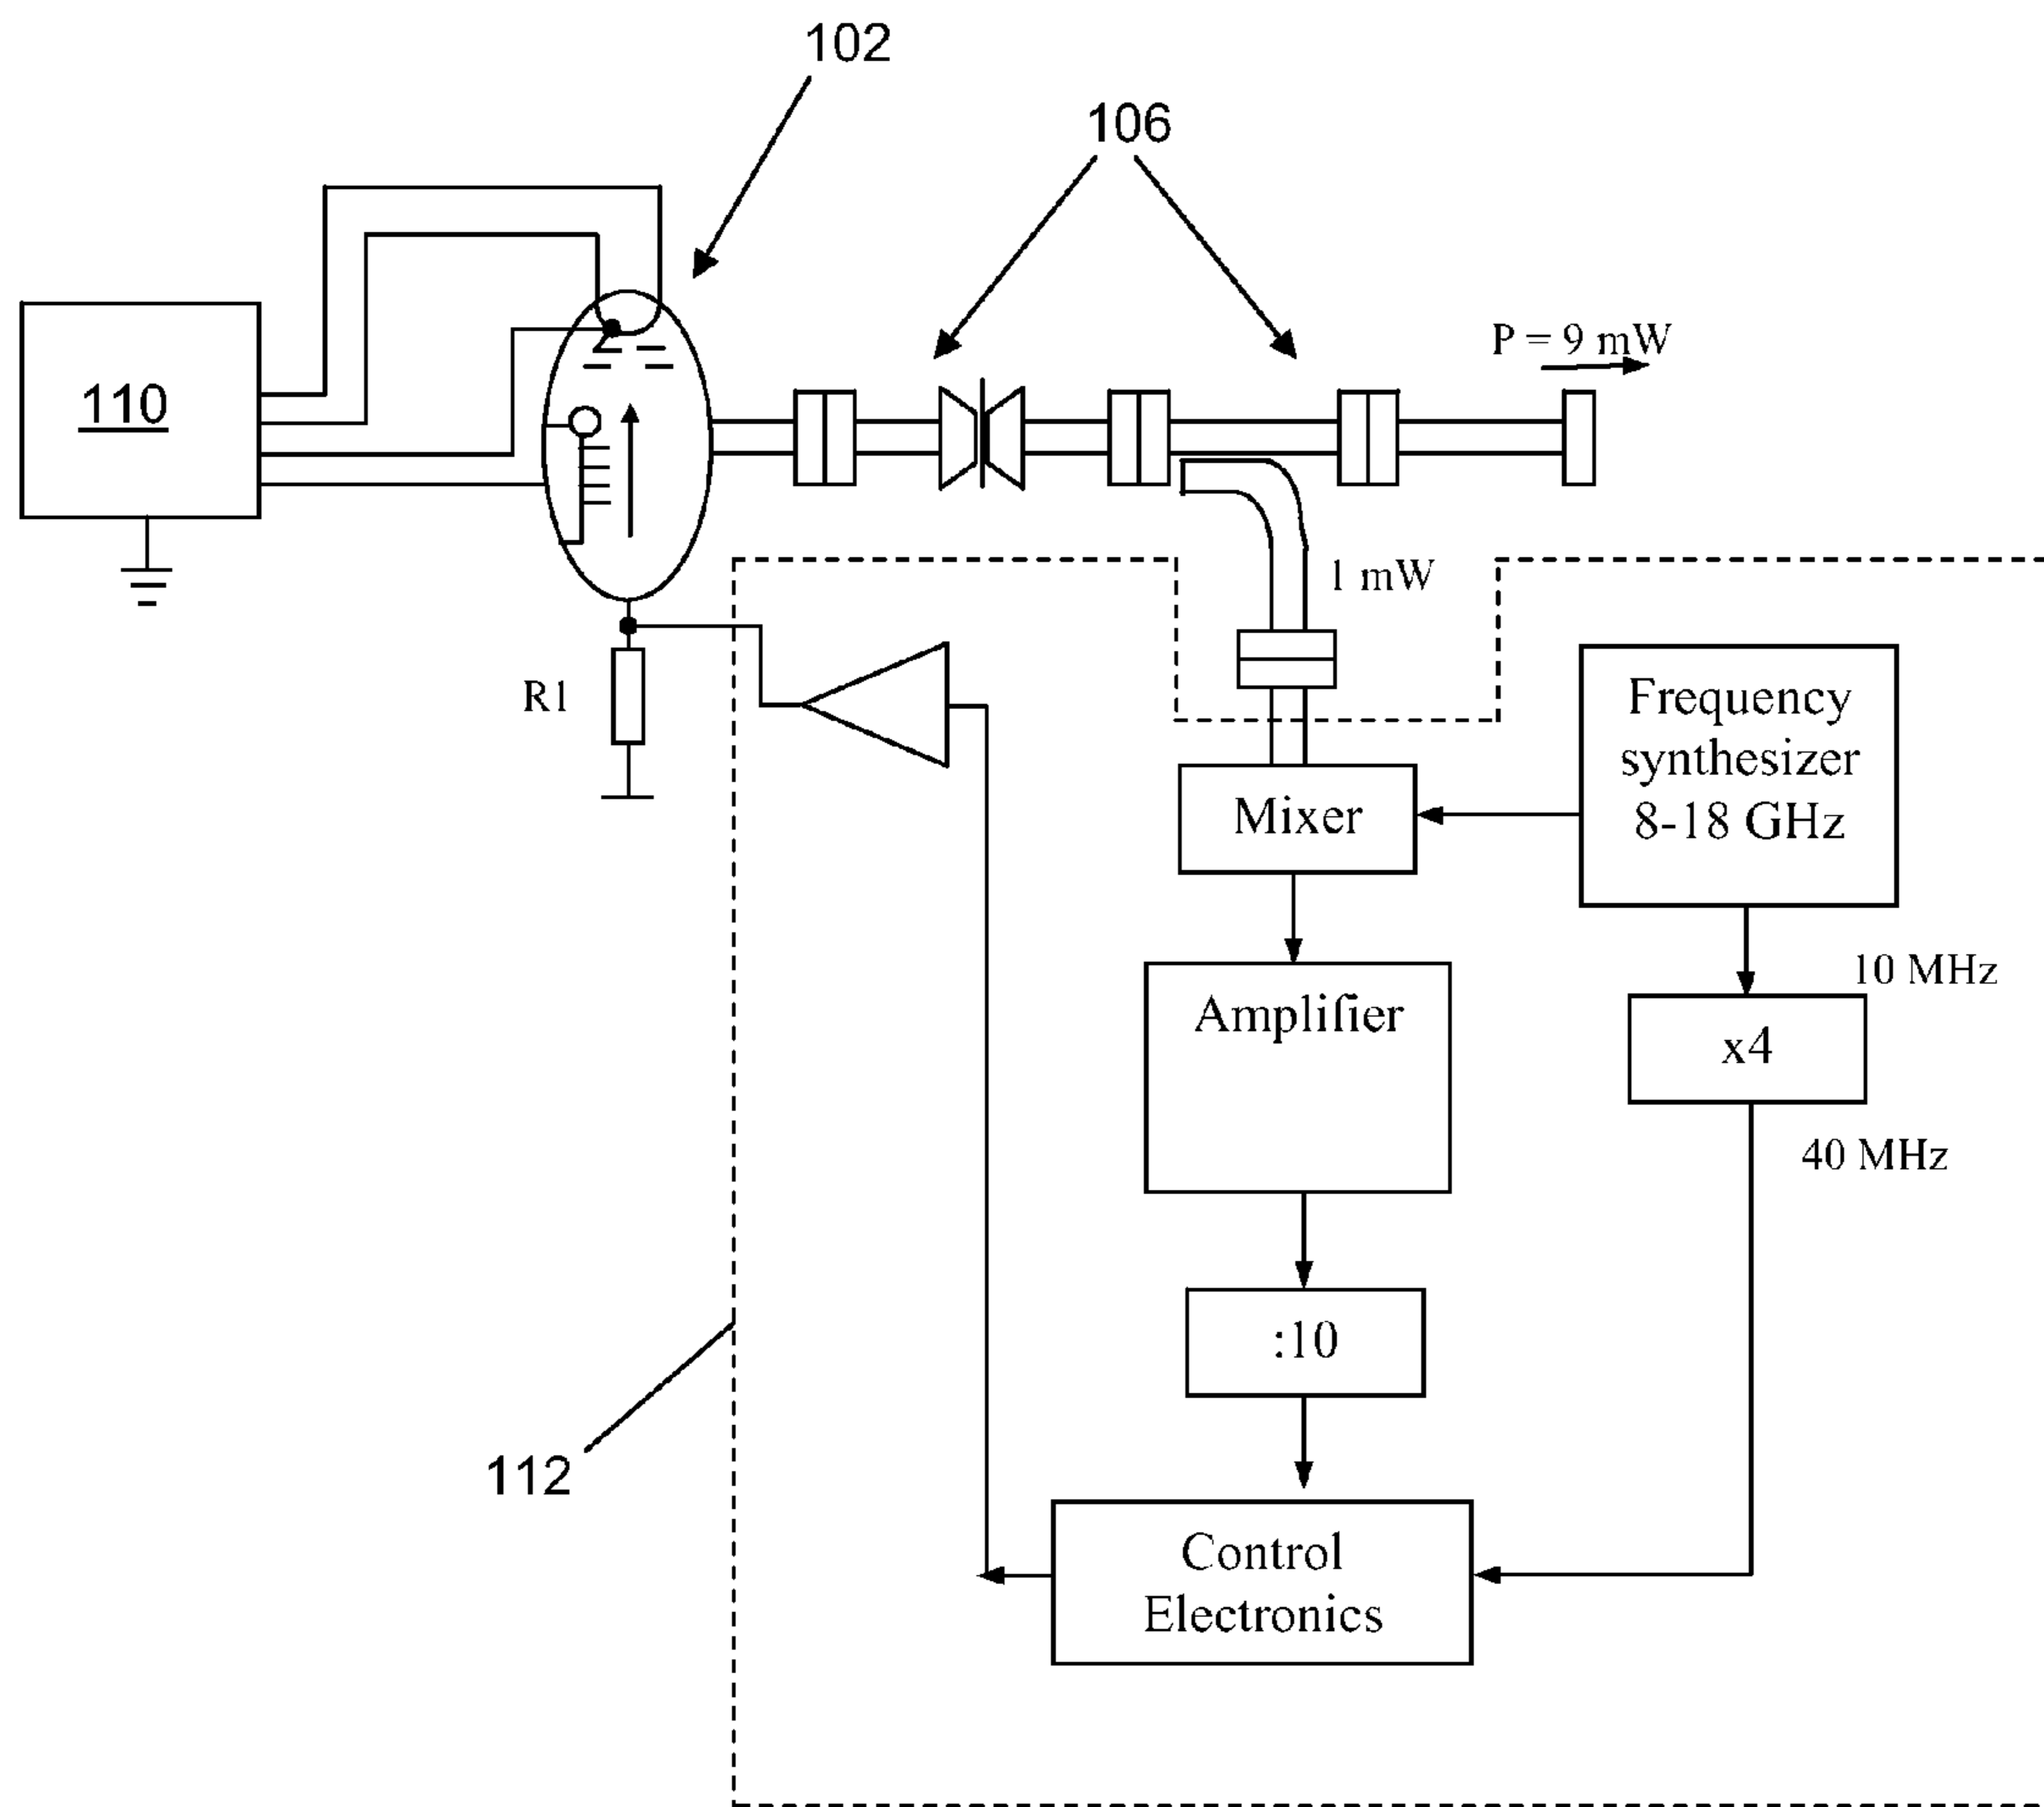 102
106
P = 9 mW
110
1 mW
R1
Frequency
synthesizer
8-18 GHz
Mixer
10 MHz
Amplifier
x4
40 MHz
:10
112
Control
Electronics